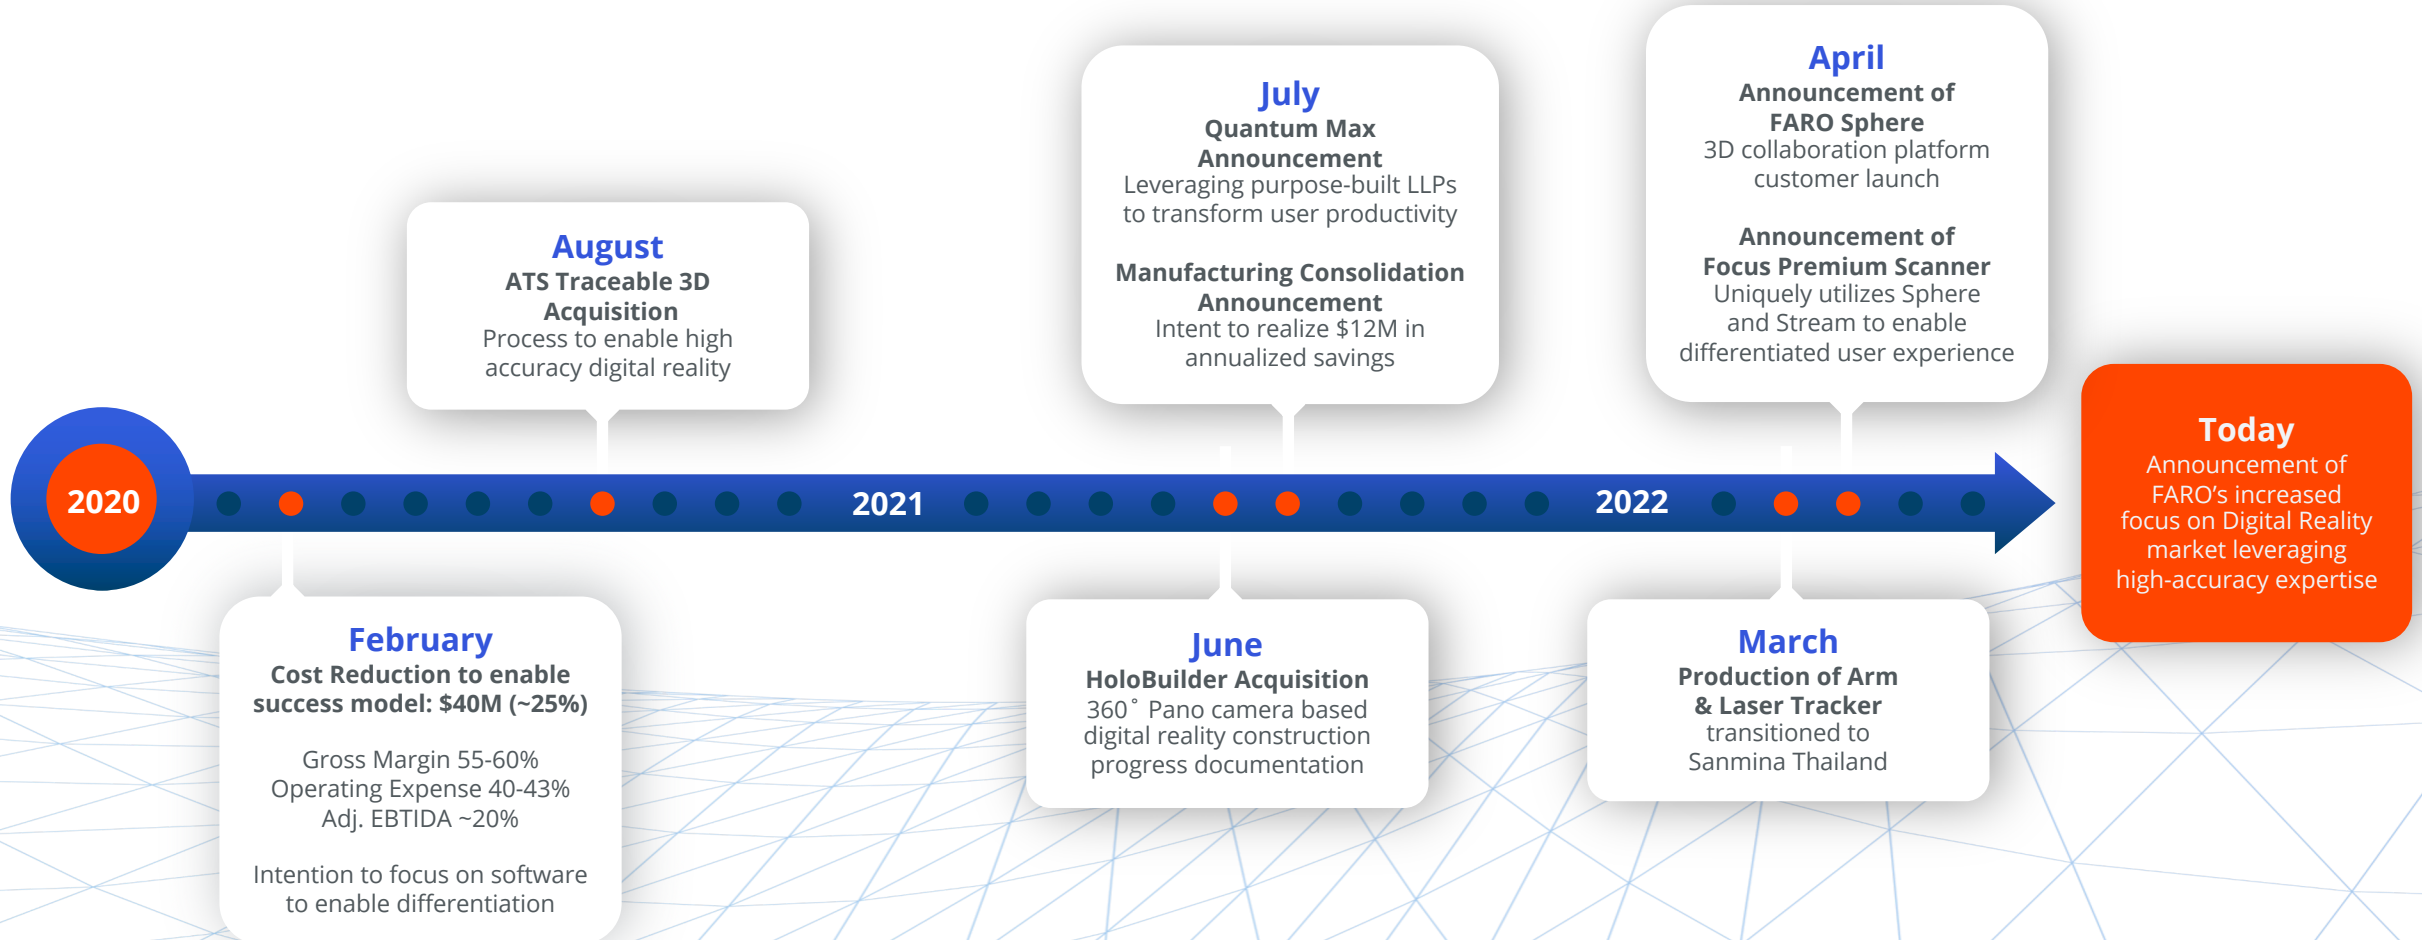 2020
February
Cost Reduction to enable
success model: $40M (~25%)
Gross Margin 55-60%
Operating Expense 40-43%
Adj. EBTIDA ~20%
Intention to focus on software
to enable differentiation
August
ATS Traceable 3D
Acquisition
Process to enable high
accuracy digital reality
2021
June
HoloBuilder Acquisition
360˚ Pano camera based
digital reality construction
progress documentation
July
Quantum Max
Announcement
Leveraging purpose-built LLPs
to transform user productivity
Manufacturing Consolidation
Announcement
Intent to realize $12M in
annualized savings
2022
March
Production of Arm
& Laser Tracker
transitioned to
Sanmina Thailand
April
Announcement of
FARO Sphere
3D collaboration platform
customer launch
Announcement of
Focus Premium Scanner
Uniquely utilizes Sphere
and Stream to enable
differentiated user experience
Today
Announcement of
FARO’s increased
focus on Digital Reality
market leveraging
high-accuracy expertise